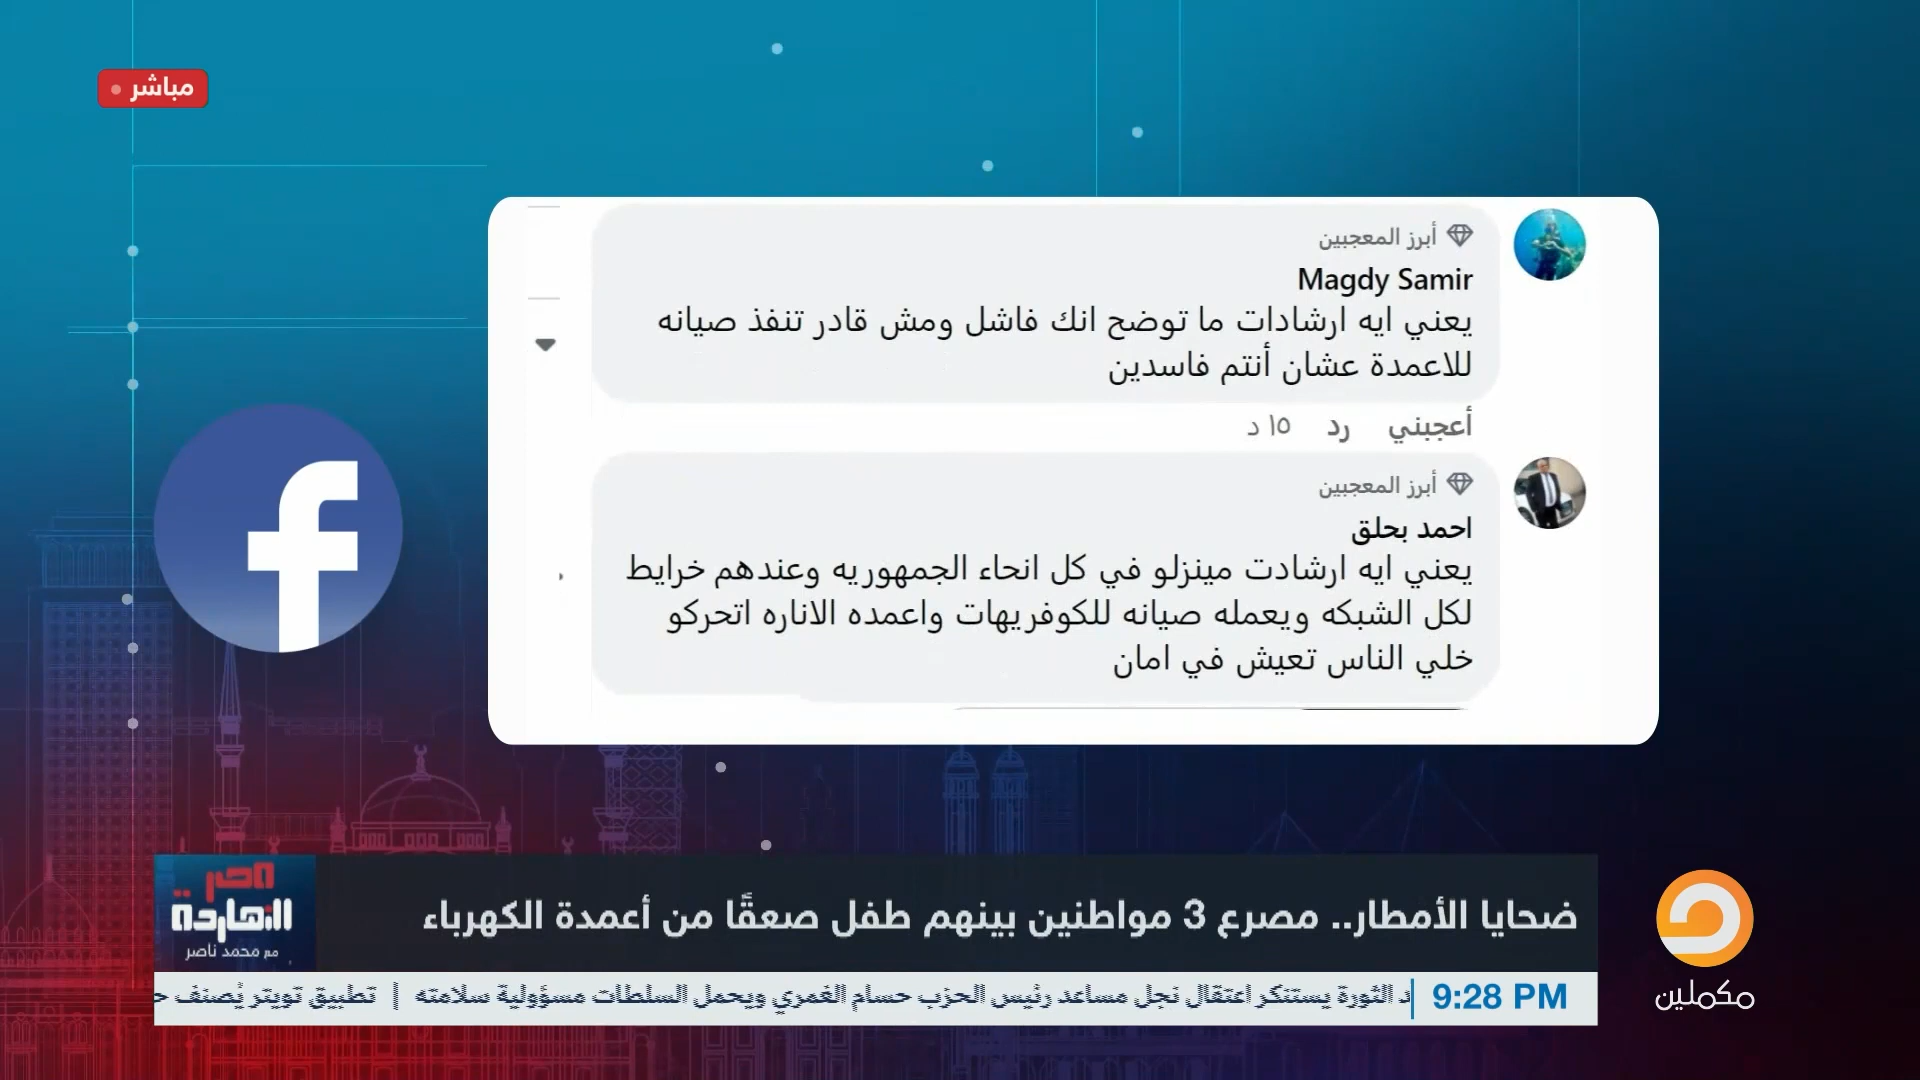 مباشر
أبرز المعجبين
Magdy Samir
يعني ايه ارشادات ما توضح انك فاشل ومش قادر تنفذ صيانه
للاعمدة عشان أنتم فاسدين
أعجبني رد ١٥ د
أبرز المعجبين
احمد بحلق
يعني ايه ارشادت مينزلو في كل انحاء الجمهوريه وعندهم خرايط
لكل الشبكه ويعمله صيانه للكوفريهات واعمده الاناره اتحركو
خلي الناس تعيش في امان
مصر
النهاردة
مع محمد ناصر
ضحايا الأمطار.. مصرع 3 مواطنين بينهم طفل صعقًا من أعمدة الكهرباء
9:28 PM
د الثورة يستنكر اعتقال نجل مساعد رئيس الحزب حسام الغمري ويحمل السلطات مسؤولية سلامته | تطبيق تويتر يُصنف
مكملين